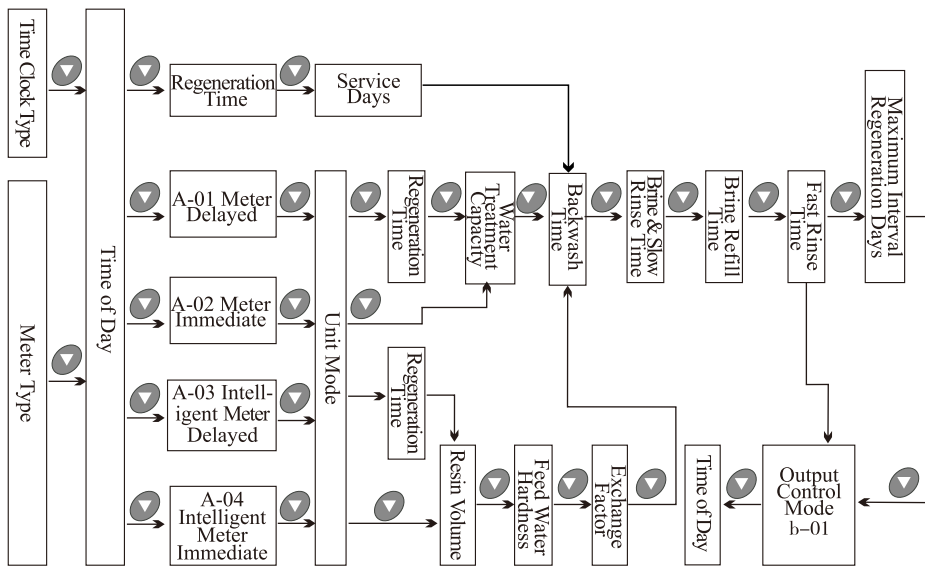 Time Clock Type
Meter Type
Time of Day
Regeneration
Time
Service
Days
A-01 Meter
Delayed
A-02 Meter
Immediate
A-03 Intell-
igent Meter
Delayed
A-04
Intelligent
Meter
Immediate
Unit Mode
Regeneration
Time
Water
Treatment
Capacity
Backwash
Time
Brine & Slow
Rinse Time
Brine Refill
Time
Fast Rinse
Time
Maximum Interval
Regeneration Days
Regeneration
Time
Resin Volume
Feed Water
Hardness
Exchange
Factor
Time of Day
Output
Control
Mode
b-01